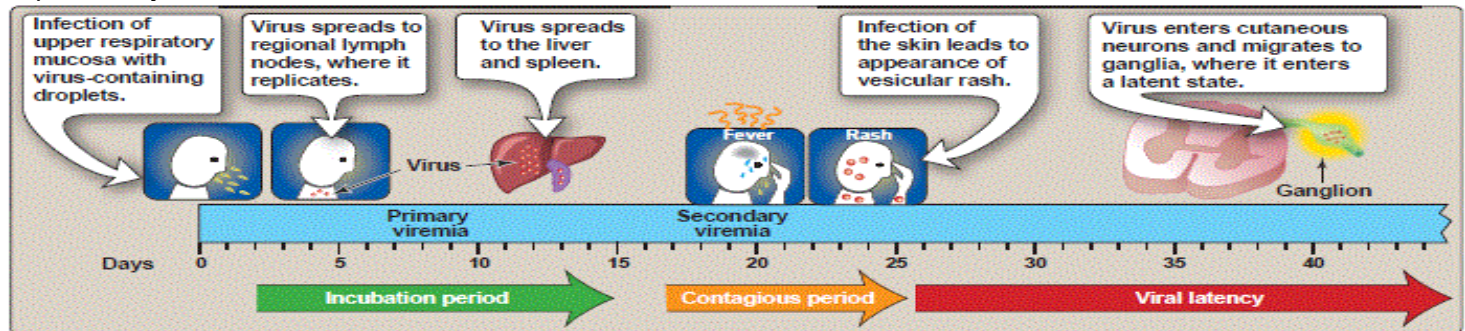 Infection of
upper respiratory
mucosa with
virus-containing
droplets.
Virus spreads to
regional lymph
nodes, where it
replicates.
Virus spreads
to the liver
and spleen.
Infection of
the skin leads to
appearance of
vesicular rash.
Virus enters cutaneous
neurons and migrates to
ganglia, where it enters
a latent state.
Fever
Rash
Virus
Ganglion
Primary
viremia
Secondary
viremia
Days 0 5 10 15 20 25 30 35 40
Incubation period
Contagious period
Viral latency